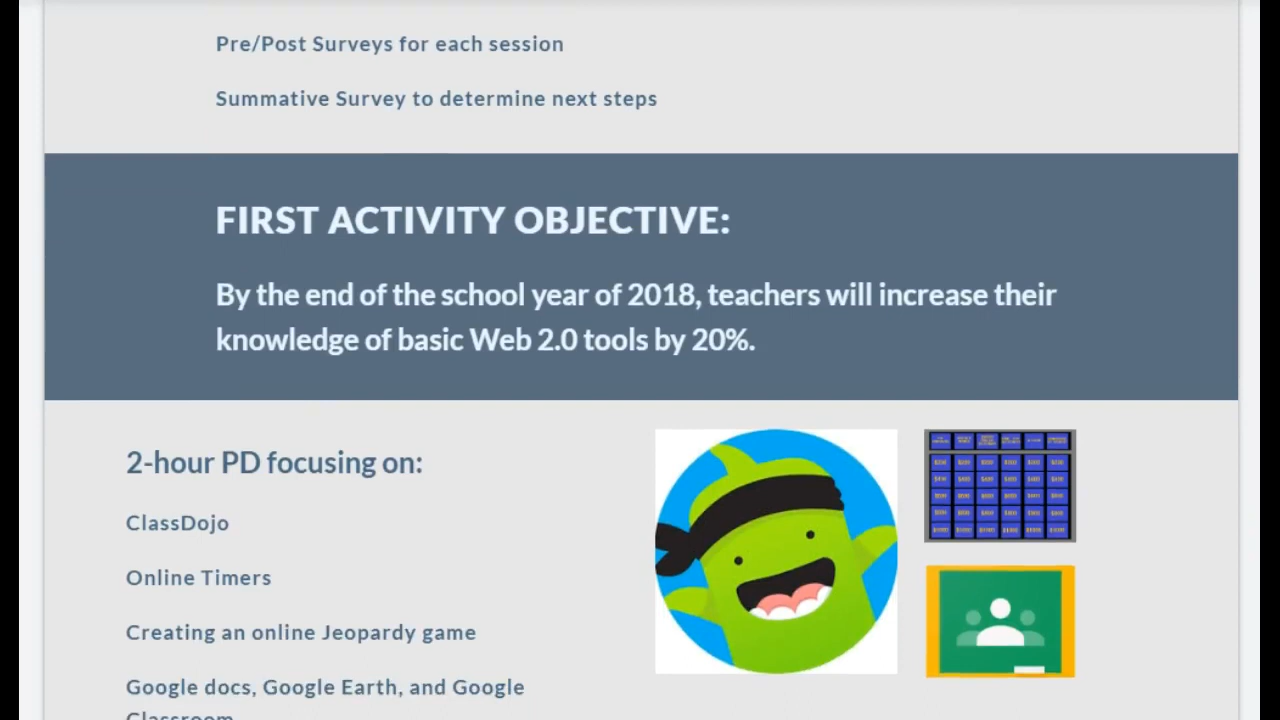 Pre/Post Surveys for each session
Summative Survey to determine next steps
FIRST ACTIVITY OBJECTIVE:
By the end of the school year of 2018, teachers will increase their
knowledge of basic Web 2.0 tools by 20%.
2-hour PD focusing on:
ClassDojo
Online Timers
Creating an online Jeopardy game
Google docs, Google Earth, and Google
Classroom